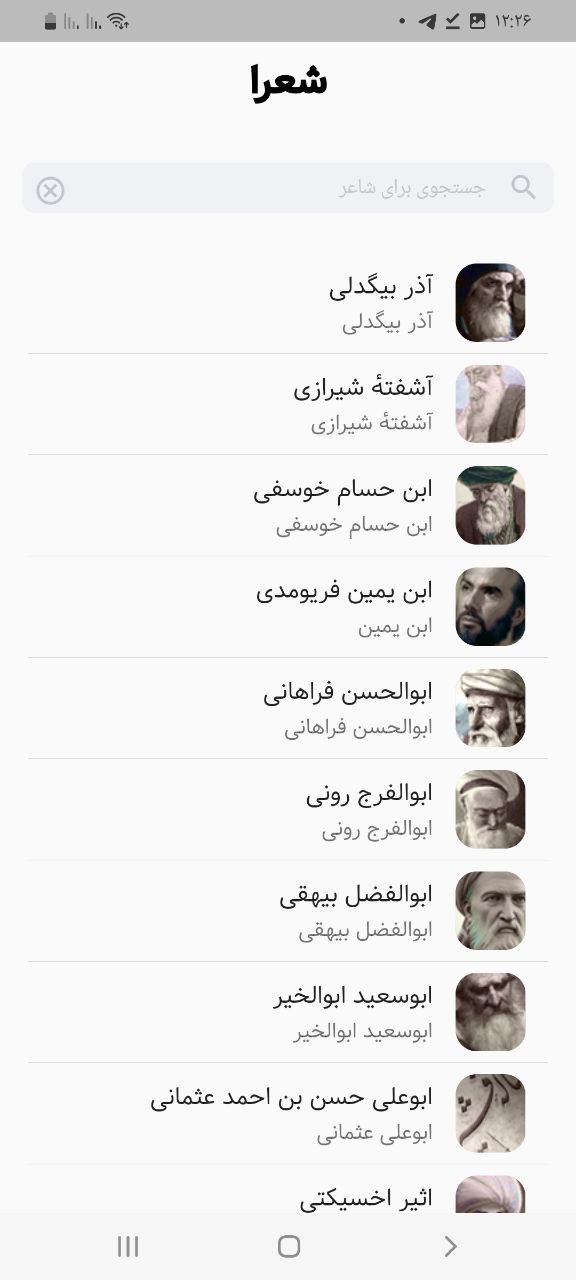 ۱۲:۲۶
شعرا
جستجوی برای شاعر
آذر بیگدلی
آذر بیگدلی
آشفتهٔ شیرازی
آشفتهٔ شیرازی
ابن حسام خوسفی
ابن حسام خوسفی
ابن یمین فریومدی
ابن یمین
ابوالحسن فراهانی
ابوالحسن فراهانی
ابوالفرج رونی
ابوالفرج رونی
ابوالفضل بیهقی
ابوالفضل بیهقی
ابوسعید ابوالخیر
ابوسعید ابوالخیر
ابوعلی حسن بن احمد عثمانی
ابوعلی عثمانی
اثیر اخسیکتی